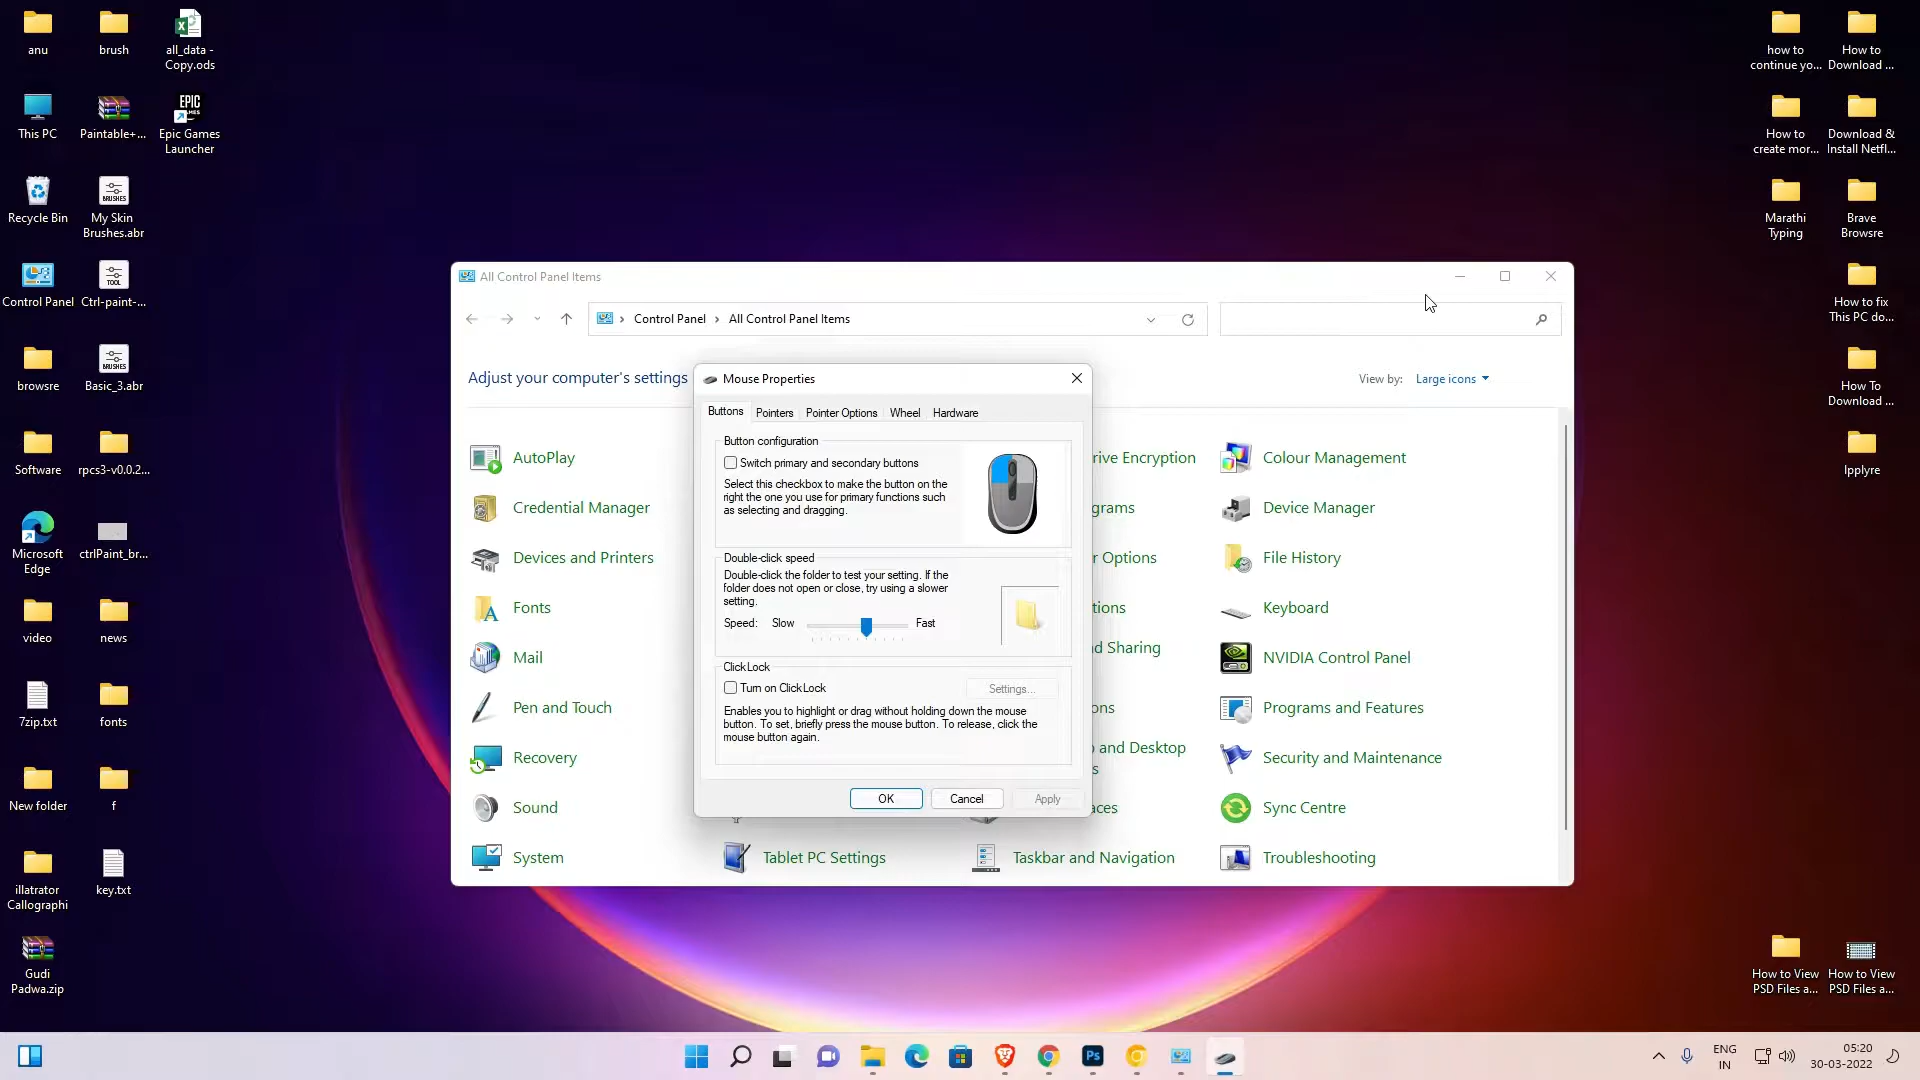 anu
brush
all_data -
Copy.ods
This PC
Paintable+...
EPIC
GAMES
Epic Games
Launcher
Recycle Bin
BRUSHES
My Skin
Brushes.abr
Control Panel
TOOL
Ctrl-paint-...
browsre
BRUSHES
Basic_3.abr
Software
rpcs3-v0.0.2...
Microsoft
Edge
ctrlPaint_br...
video
news
7zip.txt
fonts
New folder
f
illatrator
Callographi
key.txt
Gudi
Padwa.zip
how to
continue yo...
How to
Download ...
How to
create mor...
Download &
Install Netfl...
Marathi
Typing
Brave
Browsre
How to fix
This PC do...
How To
Download ...
lpplyre
How to View
PSD Files a...
How to View
PSD Files a...
All Control Panel Items
Control Panel › All Control Panel Items
Adjust your computer's settings
View by: Large icons
AutoPlay
rive Encryption
Colour Management
Credential Manager
grams
Device Manager
Devices and Printers
r Options
File History
Fonts
tions
Keyboard
Mail
d Sharing
NVIDIA Control Panel
Pen and Touch
ons
Programs and Features
Recovery
and Desktop
s
Security and Maintenance
Sound
aces
Sync Centre
System
Tablet PC Settings
Taskbar and Navigation
Troubleshooting
Mouse Properties
Buttons Pointers Pointer Options Wheel Hardware
Button configuration
Switch primary and secondary buttons
Select this checkbox to make the button on the
right the one you use for primary functions such
as selecting and dragging.
Double-click speed
Double-click the folder to test your setting. If the
folder does not open or close, try using a slower
setting.
Speed: Slow Fast
ClickLock
Turn on ClickLock
Settings...
Enables you to highlight or drag without holding down the mouse
button. To set, briefly press the mouse button. To release, click the
mouse button again.
OK Cancel Apply
Ps
ENG
IN
05:20
30-03-2022